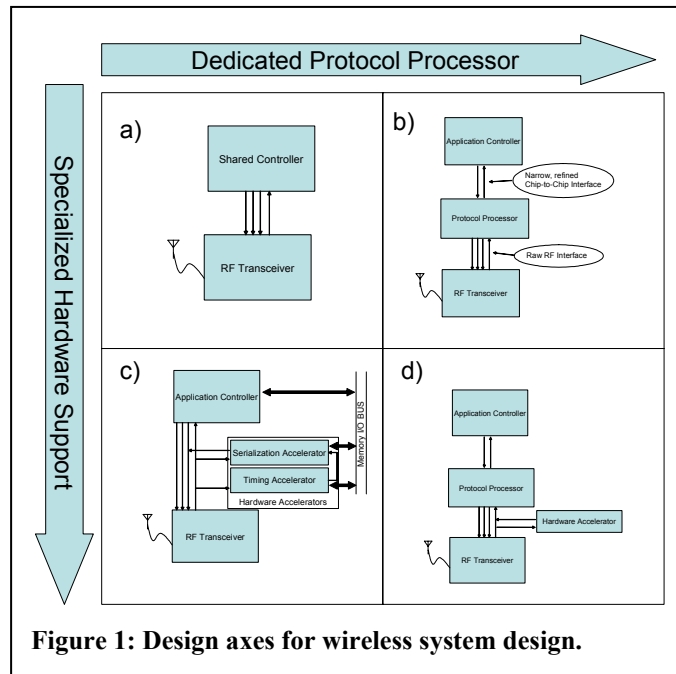 Dedicated Protocol Processor
Specialized Hardware Support
a)
Shared Controller
RF Transceiver
b)
Application Controller
Narrow, refined
Chip-to-Chip Interface
Protocol Processor
Raw RF Interface
RF Transceiver
c)
Application Controller
Serialization Accelerator
Timing Accelerator
Hardware Accelerators
Memory I/O BUS
RF Transceiver
d)
Application Controller
Protocol Processor
Hardware Accelerator
RF Transceiver
Figure 1: Design axes for wireless system design.